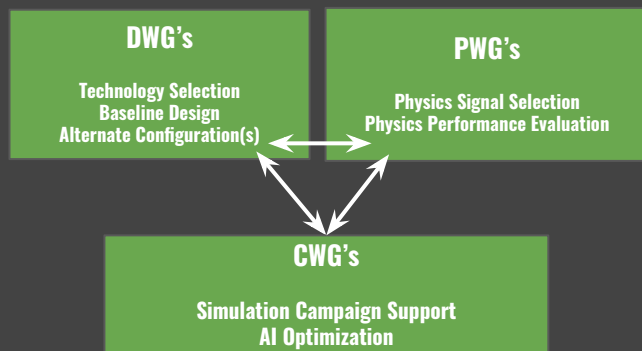 DWG's
Technology Selection
Baseline Design
Alternate Configuration(s)
PWG's
Physics Signal Selection
Physics Performance Evaluation
CWG's
Simulation Campaign Support
AI Optimization